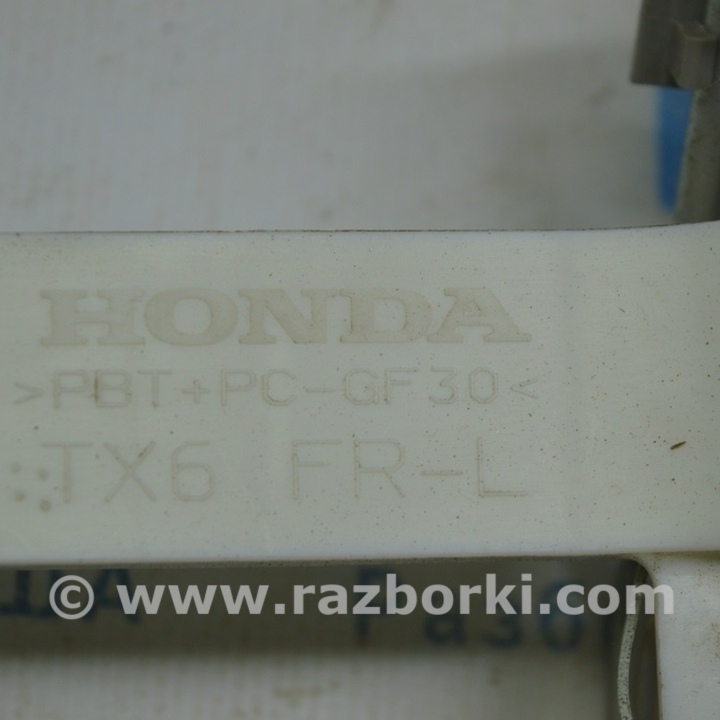 HONDA
>PBT+PC-GF30<
TX6 FR-L
© www.razborki.com